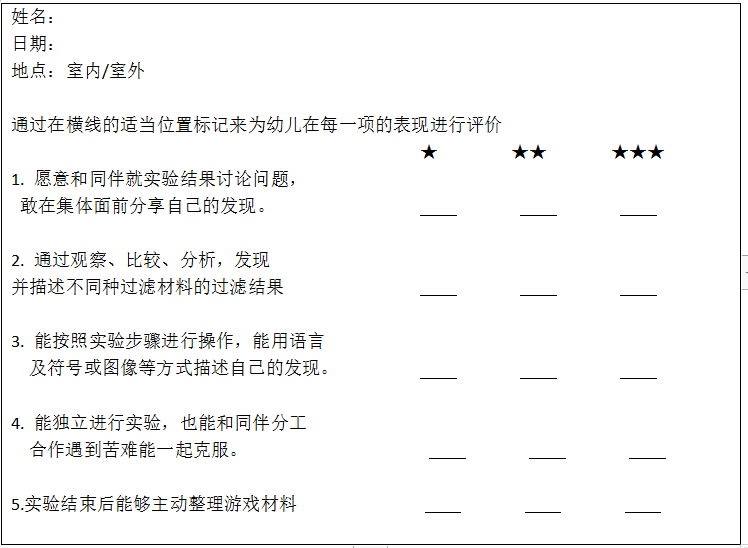 姓名：
日期：
地点：室内/室外
通过在横线的适当位置标记来为幼儿在每一项的表现进行评价
★ ★★ ★★★
1. 愿意和同伴就实验结果讨论问题，
敢在集体面前分享自己的发现。 ____ ____ ____
2. 通过观察、比较、分析，发现
并描述不同种过滤材料的过滤结果 ____ ____ ____
3. 能按照实验步骤进行操作，能用语言
及符号或图像等方式描述自己的发现。 ____ ____ ____
4. 能独立进行实验，也能和同伴分工
合作遇到苦难能一起克服。 ____ ____ ____
5.实验结束后能够主动整理游戏材料 ____ ____ ____